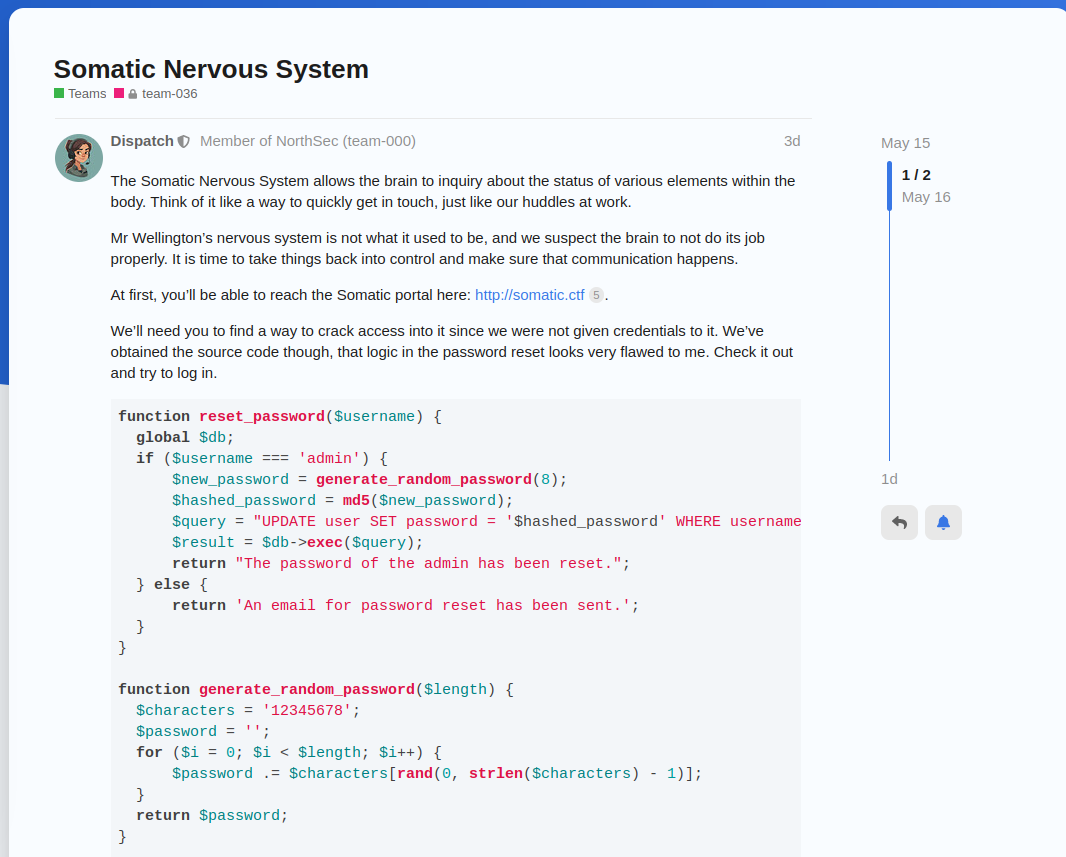 Somatic Nervous System
Teams team-036
Dispatch Member of NorthSec (team-000) 3d
The Somatic Nervous System allows the brain to inquiry about the status of various elements within the
body. Think of it like a way to quickly get in touch, just like our huddles at work.
Mr Wellington’s nervous system is not what it used to be, and we suspect the brain to not do its job
properly. It is time to take things back into control and make sure that communication happens.
At first, you’ll be able to reach the Somatic portal here: http://somatic.ctf 5 .
We’ll need you to find a way to crack access into it since we were not given credentials to it. We’ve
obtained the source code though, that logic in the password reset looks very flawed to me. Check it out
and try to log in.
function reset_password($username) {
  global $db;
  if ($username === 'admin') {
      $new_password = generate_random_password(8);
      $hashed_password = md5($new_password);
      $query = "UPDATE user SET password = '$hashed_password' WHERE username
      $result = $db->exec($query);
      return "The password of the admin has been reset.";
  } else {
      return 'An email for password reset has been sent.';
  }
}
function generate_random_password($length) {
  $characters = '12345678';
  $password = '';
  for ($i = 0; $i < $length; $i++) {
      $password .= $characters[rand(0, strlen($characters) - 1)];
  }
  return $password;
}
May 15
1 / 2
May 16
1d